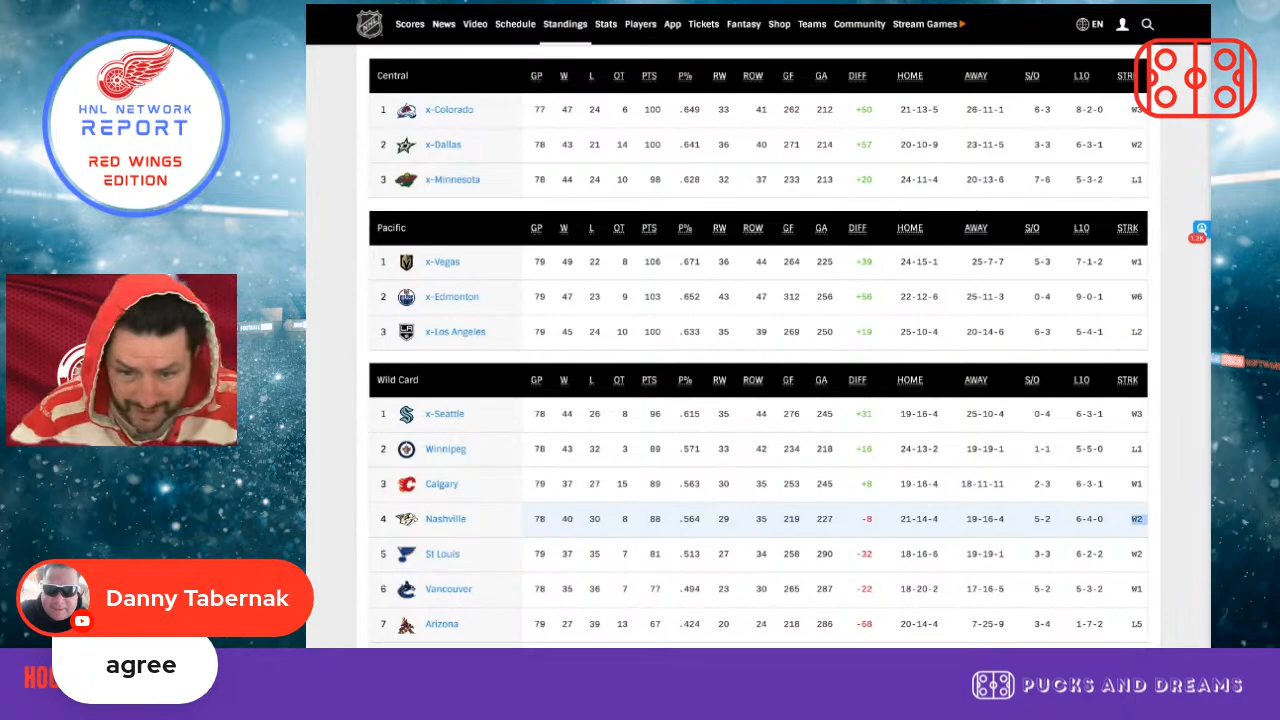 Scores News Video Schedule Standings Stats Players App Tickets Fantasy Shop Teams Community Stream Games EN
HNL NETWORK
REPORT
RED WINGS
EDITION
Central GP W L OT PTS P% RW ROW GF GA DIFF HOME AWAY S/O L10 STRK
1 x-Colorado 77 47 24 6 100 .649 33 41 262 212 +50 21-13-5 26-11-1 6-3 8-2-0 W3
2 x-Dallas 78 43 21 14 100 .641 36 40 271 214 +57 20-10-9 23-11-5 3-3 6-3-1 W2
3 x-Minnesota 78 44 24 10 98 .628 32 37 233 213 +20 24-11-4 20-13-6 7-6 5-3-2 L1
Pacific GP W L OT PTS P% RW ROW GF GA DIFF HOME AWAY S/O L10 STRK
1 x-Vegas 79 49 22 8 106 .671 36 44 264 225 +39 24-15-1 25-7-7 5-3 7-1-2 W1
2 x-Edmonton 79 47 23 9 103 .652 43 47 312 256 +56 22-12-6 25-11-3 0-4 9-0-1 W6
3 x-Los Angeles 79 45 24 10 100 .633 35 39 269 250 +19 25-10-4 20-14-6 6-3 5-4-1 L2
Wild Card GP W L OT PTS P% RW ROW GF GA DIFF HOME AWAY S/O L10 STRK
1 x-Seattle 78 44 26 8 96 .615 35 44 276 245 +31 19-16-4 25-10-4 0-4 6-3-1 W3
2 Winnipeg 78 43 32 3 89 .571 33 42 234 218 +16 24-13-2 19-19-1 1-1 5-5-0 L1
3 Calgary 79 37 27 15 89 .563 30 35 253 245 +8 19-16-4 18-11-11 2-3 6-3-1 W1
4 Nashville 78 40 30 8 88 .564 29 35 219 227 -8 21-14-4 19-16-4 5-2 6-4-0 W2
5 St Louis 79 37 35 7 81 .513 27 34 258 290 -32 18-16-6 19-19-1 3-3 6-2-2 W2
6 Vancouver 78 35 36 7 77 .494 23 30 265 287 -22 18-20-2 17-16-5 5-2 5-3-2 W1
7 Arizona 79 27 39 13 67 .424 20 24 218 286 -68 20-14-4 7-25-9 3-4 1-7-2 L5
1.2K
Danny Tabernak
agree
HO
PUCKS AND DREAMS